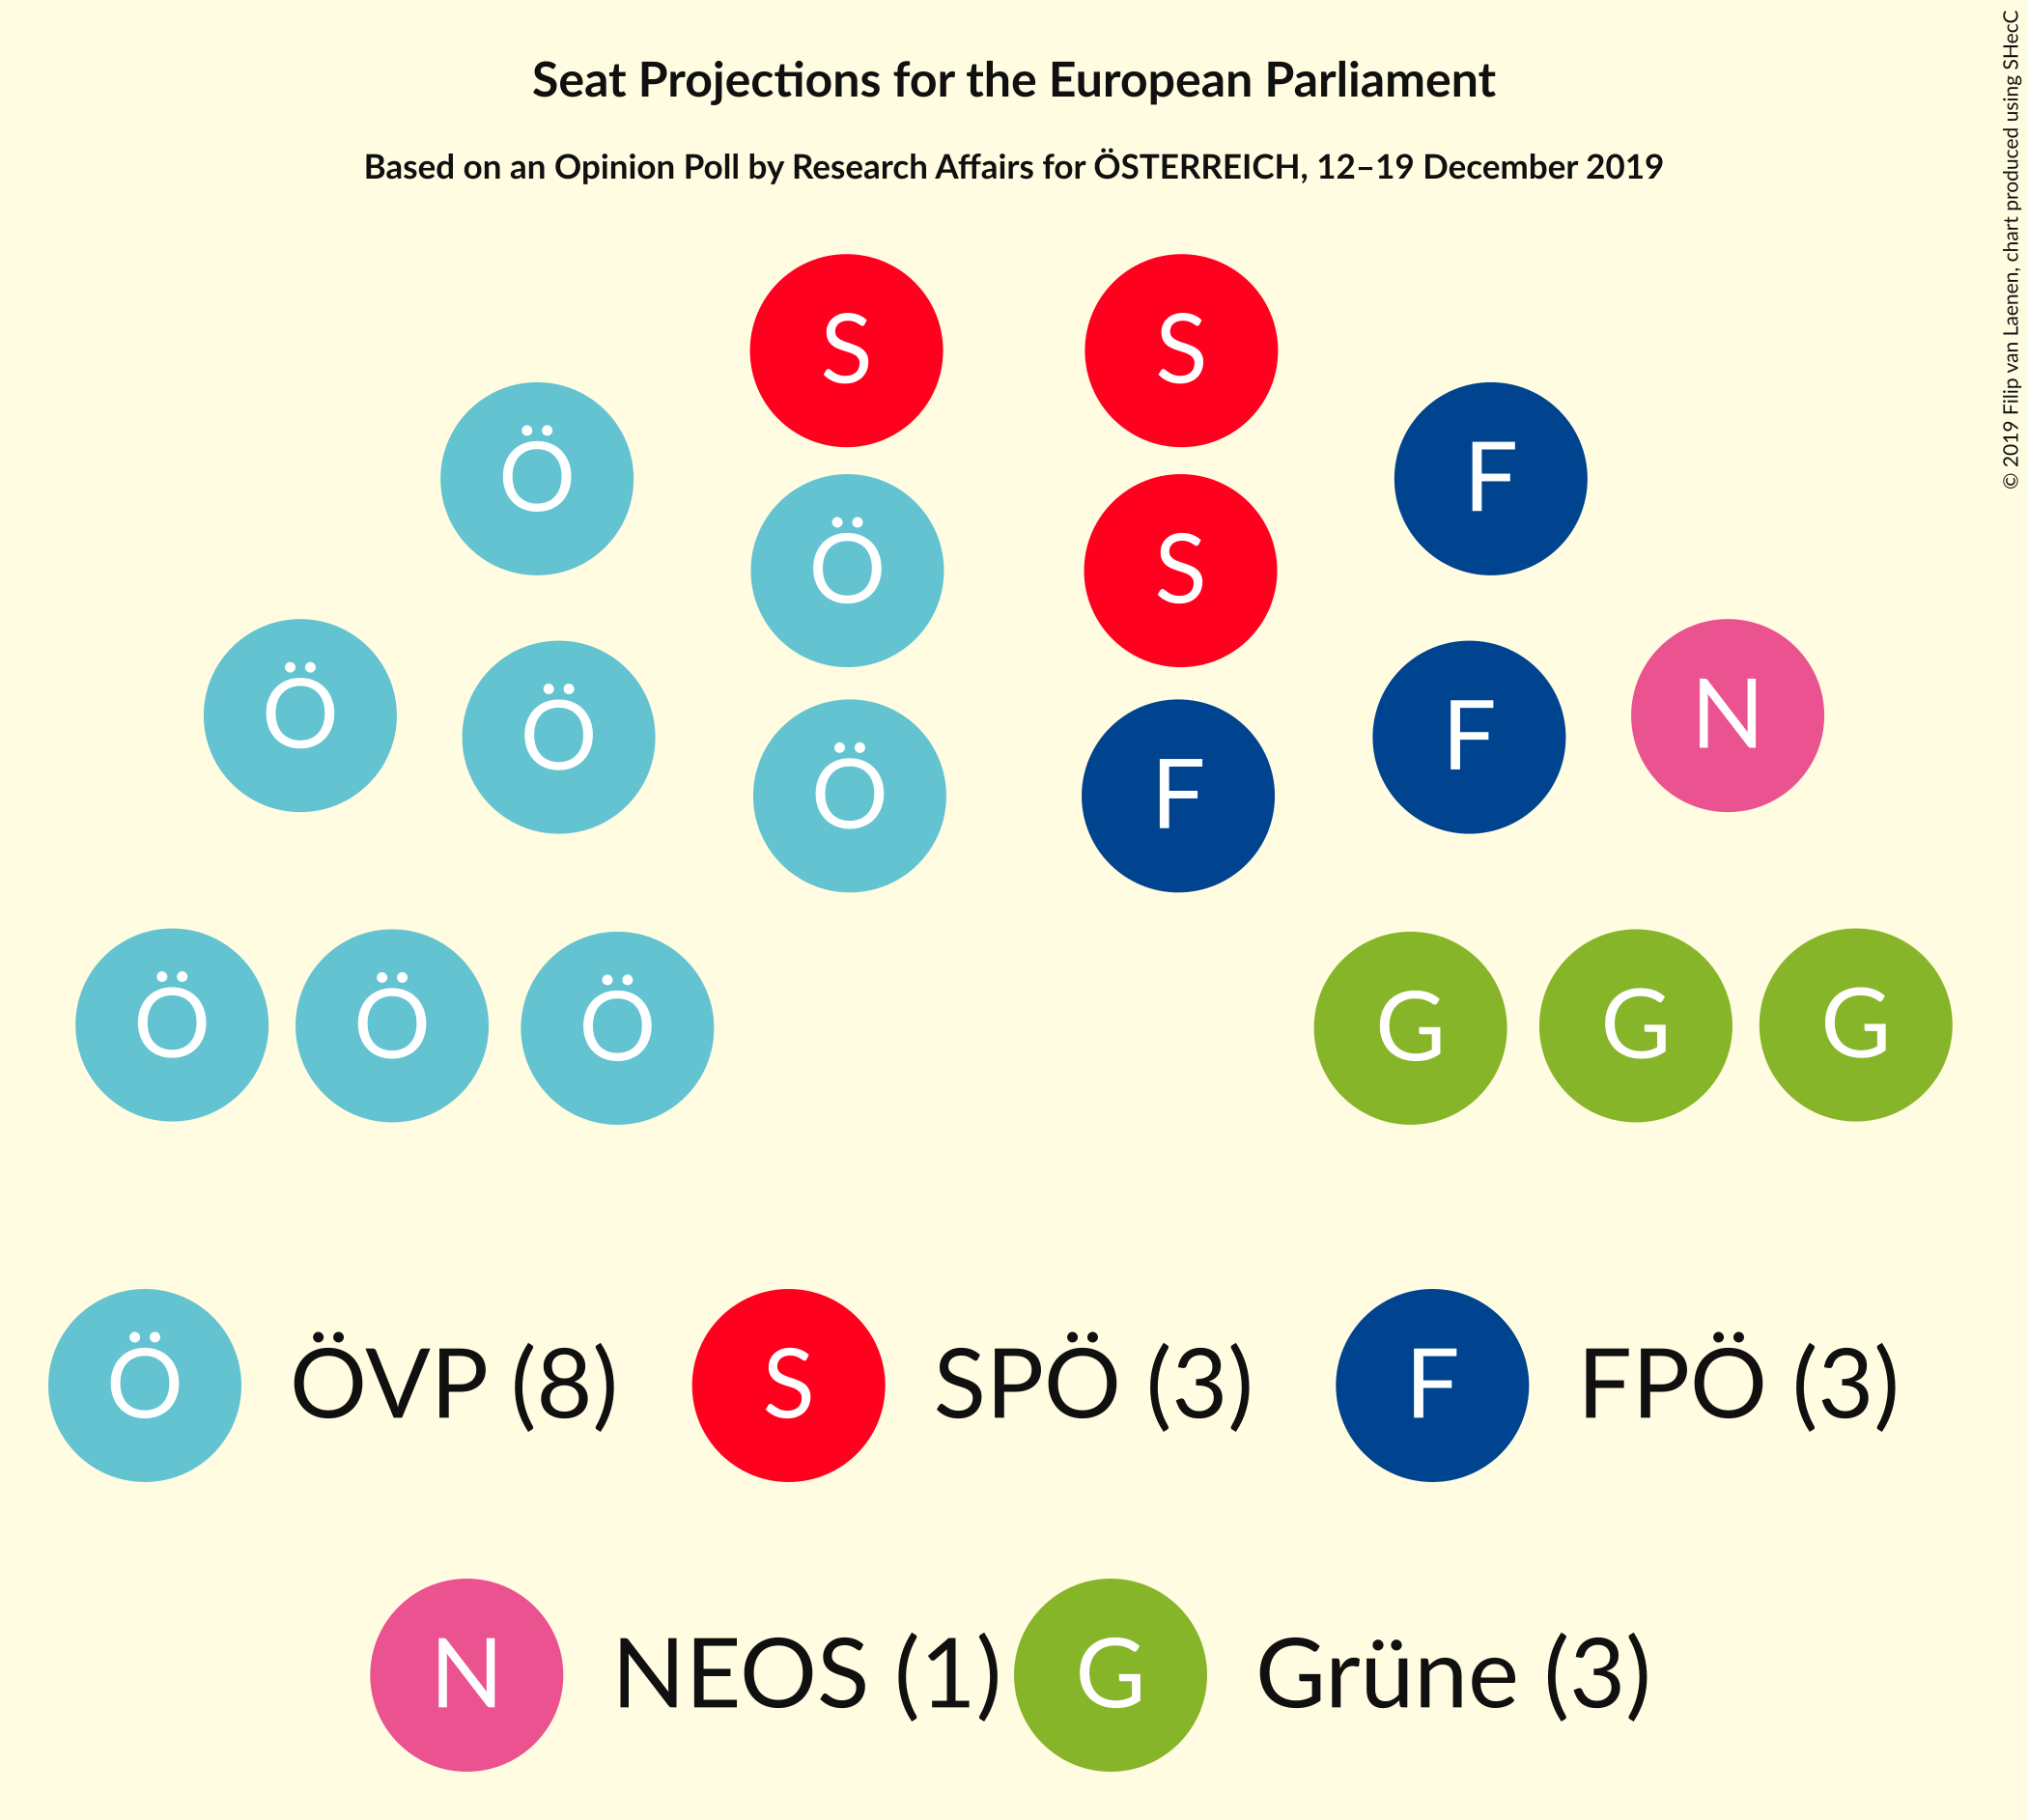 Seat Projections for the European Parliament
Based on an Opinion Poll by Research Affairs for ÖSTERREICH, 12–19 December 2019
© 2019 Filip van Laenen, chart produced using SHecC
S S
Ö F
Ö S
Ö N
Ö F
Ö F
Ö Ö Ö G G G
Ö ÖVP (8) S SPÖ (3) F FPÖ (3)
N NEOS (1) G Grüne (3)